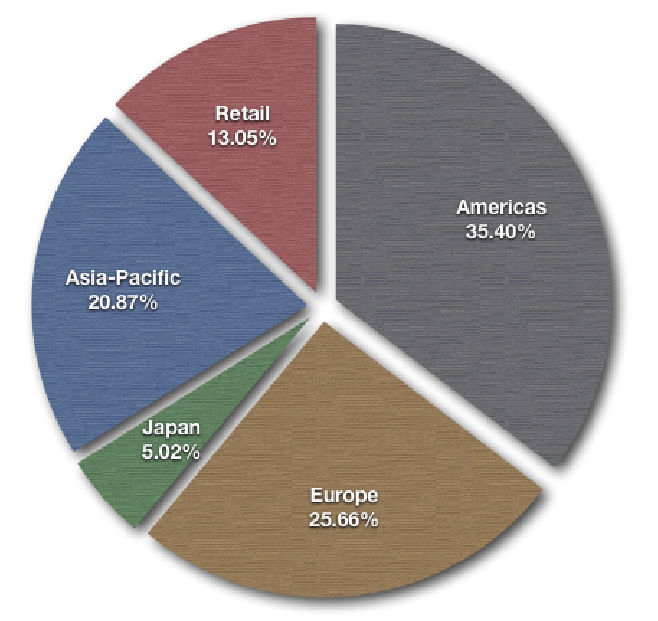 Retail
13.05%
Americas
35.40%
Asia-Pacific
20.87%
Japan
5.02%
Europe
25.66%